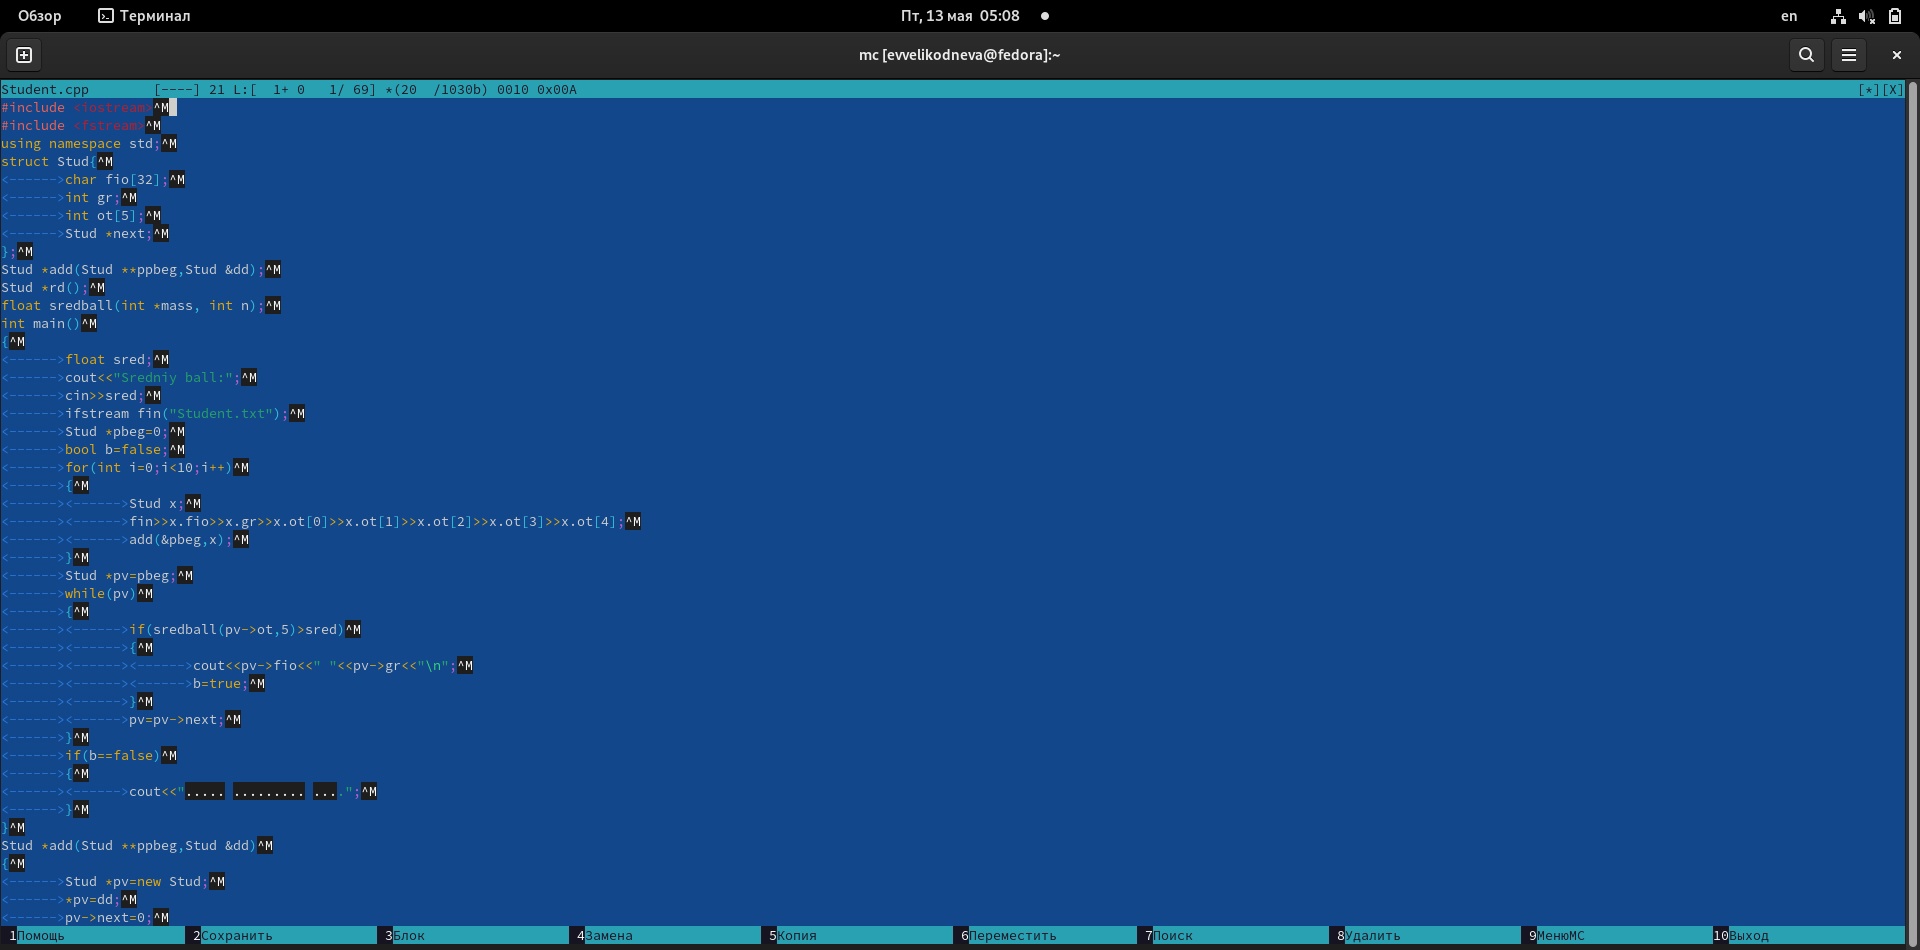 Обзор Терминал Пт, 13 мая 05:08 en
mc [evvelikodneva@fedora]:~
Student.cpp [----] 21 L:[ 1+ 0 1/ 69] *(20 /1030b) 0010 0x00A [*][X]
#include <iostream>^M
#include <fstream>^M
using namespace std;^M
struct Stud{^M
<------>char fio[32];^M
<------>int gr;^M
<------>int ot[5];^M
<------>Stud *next;^M
};^M
Stud *add(Stud **ppbeg,Stud &dd);^M
Stud *rd();^M
float sredball(int *mass, int n);^M
int main()^M
{^M
<------>float sred;^M
<------>cout<<"Sredniy ball:";^M
<------>cin>>sred;^M
<------>ifstream fin("Student.txt");^M
<------>Stud *pbeg=0;^M
<------>bool b=false;^M
<------>for(int i=0;i<10;i++)^M
<------>{^M
<------><------>Stud x;^M
<------><------>fin>>x.fio>>x.gr>>x.ot[0]>>x.ot[1]>>x.ot[2]>>x.ot[3]>>x.ot[4];^M
<------><------>add(&pbeg,x);^M
<------>}^M
<------>Stud *pv=pbeg;^M
<------>while(pv)^M
<------>{^M
<------><------>if(sredball(pv->ot,5)>sred)^M
<------><------>{^M
<------><------><------>cout<<pv->fio<<" "<<pv->gr<<"\n";^M
<------><------><------>b=true;^M
<------><------>}^M
<------><------>pv=pv->next;^M
<------>}^M
<------>if(b==false)^M
<------>{^M
<------><------>cout<<"..... ......... ....";^M
<------>}^M
}^M
Stud *add(Stud **ppbeg,Stud &dd)^M
{^M
<------>Stud *pv=new Stud;^M
<------>*pv=dd;^M
<------>pv->next=0;^M
1Помощь 2Сохранить 3Блок 4Замена 5Копия 6Переместить 7Поиск 8Удалить 9МенюMC 10Выход